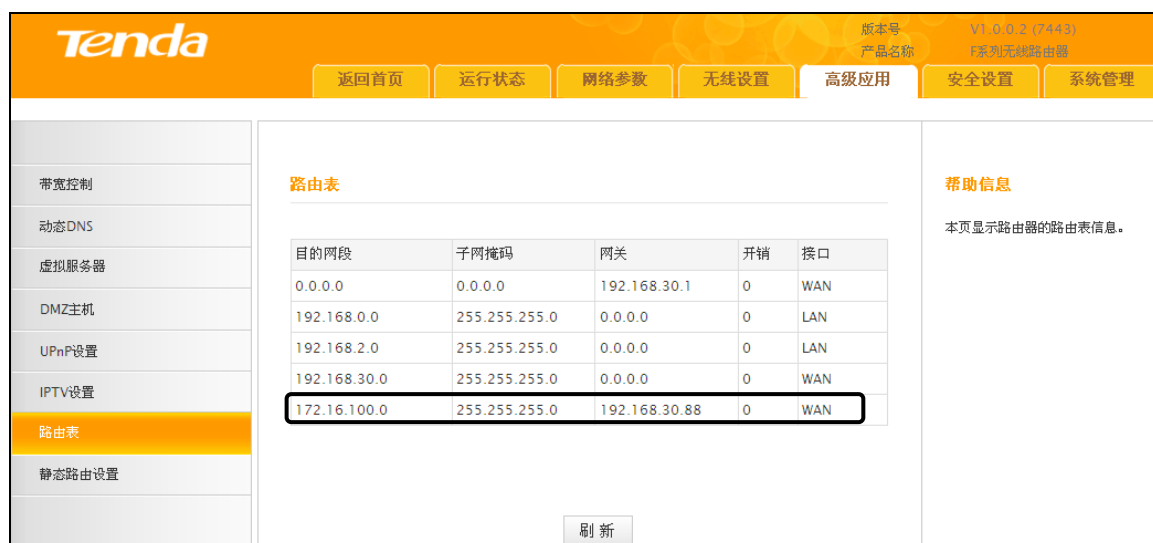 Tenda
版本号 V1.0.0.2 (7443)
产品名称 F系列无线路由器
返回首页 运行状态 网络参数 无线设置 高级应用 安全设置 系统管理
带宽控制
动态DNS
虚拟服务器
DMZ主机
UPnP设置
IPTV设置
路由表
静态路由设置
路由表
目的网段 子网掩码 网关 开销 接口
0.0.0.0 0.0.0.0 192.168.30.1 0 WAN
192.168.0.0 255.255.255.0 0.0.0.0 0 LAN
192.168.2.0 255.255.255.0 0.0.0.0 0 LAN
192.168.30.0 255.255.255.0 0.0.0.0 0 WAN
172.16.100.0 255.255.255.0 192.168.30.88 0 WAN
刷 新
帮助信息
本页显示路由器的路由表信息。